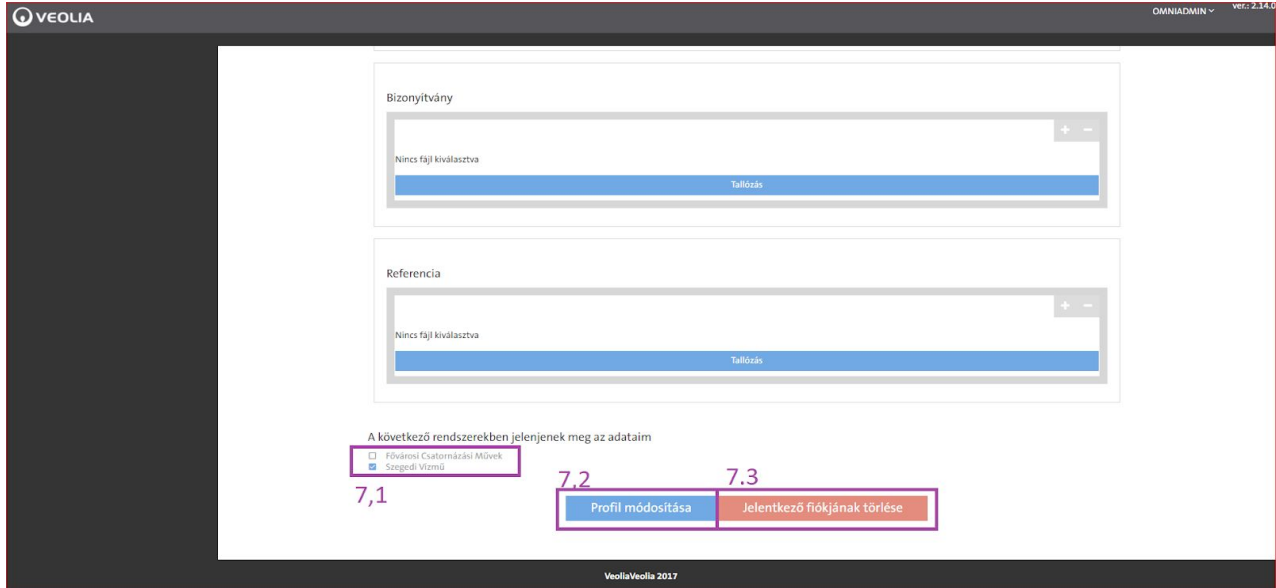 VEOLIA
OMNIADMIN
ver.: 2.14.0
Bizonyítvány
Nincs fájl kiválasztva
Tallózás
Referencia
Nincs fájl kiválasztva
Tallózás
A következő rendszerekben jelenjenek meg az adataim
Fővárosi Csatornázási Művek
Szegedi Vízmű
7,1
7,2
7.3
Profil módosítása
Jelentkező fiókjának törlése
VeoliaVeolia 2017